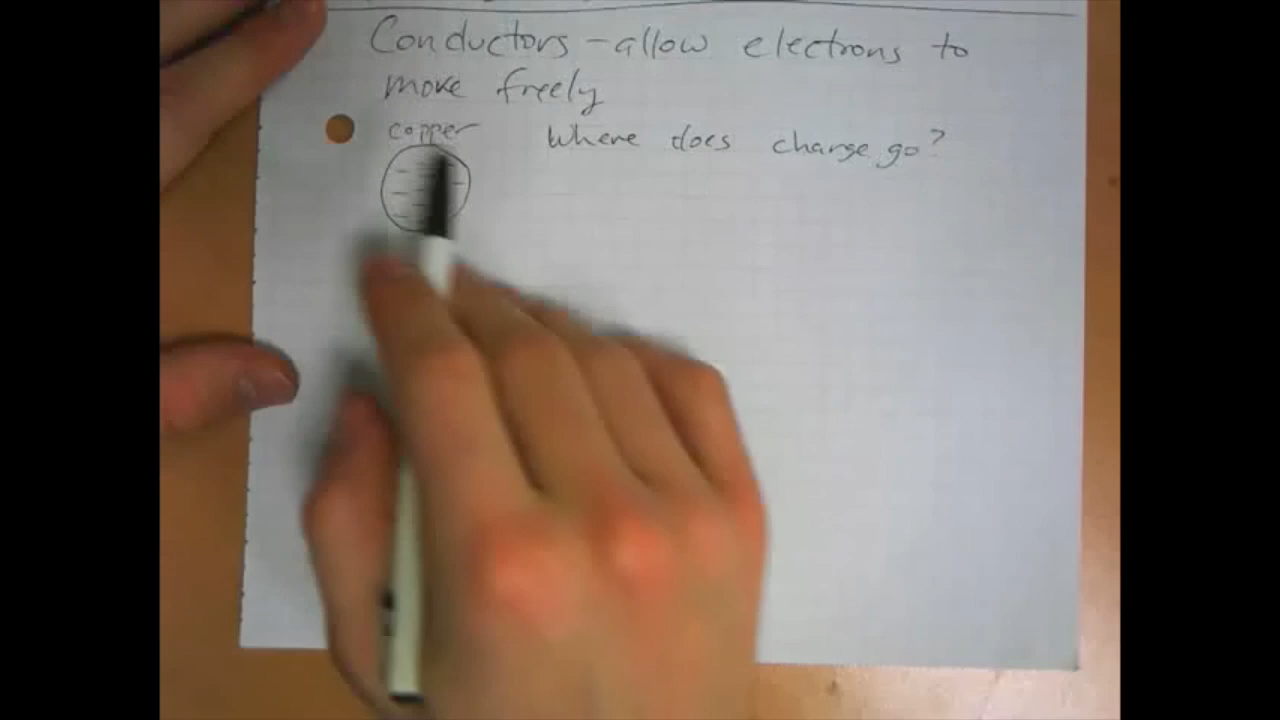 Conductors - allow electrons to
move freely
copper
Where does charge go?